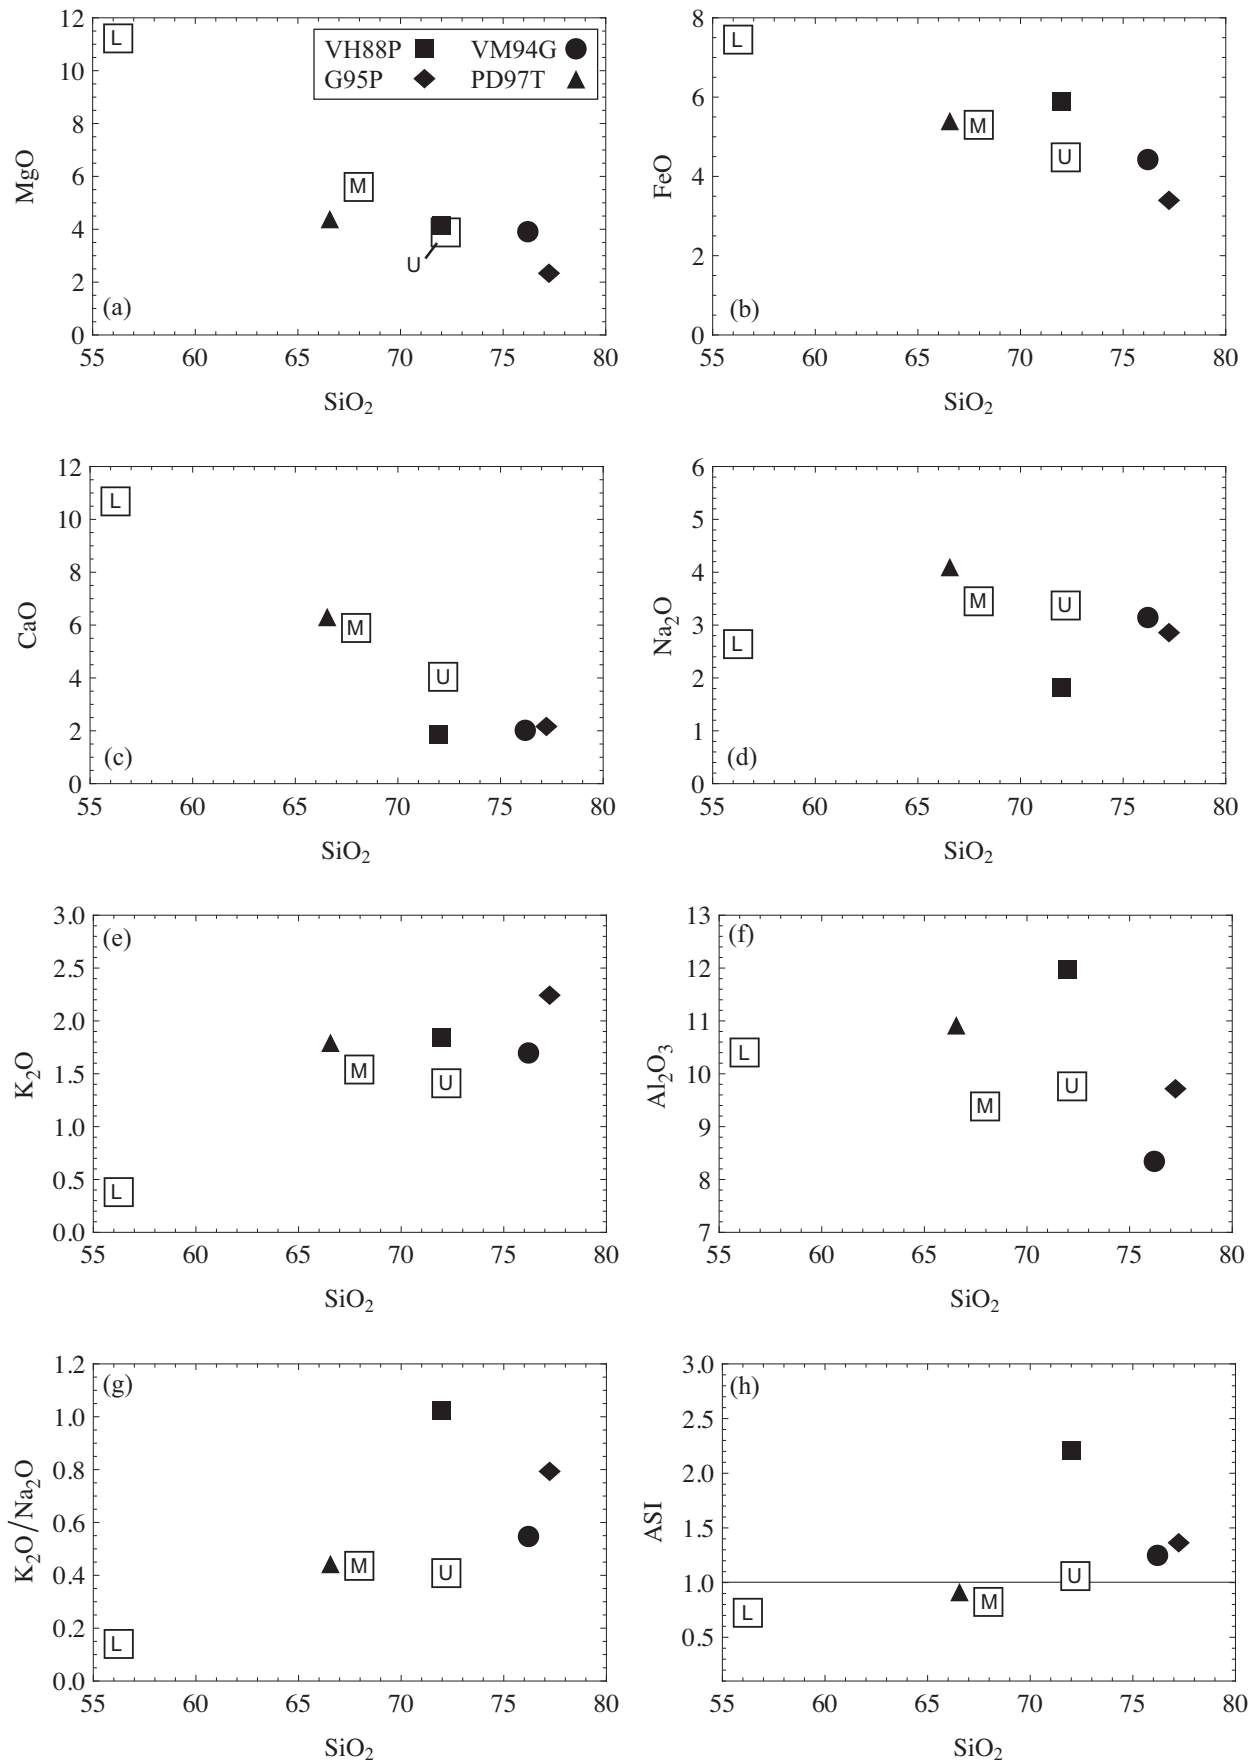 12
10
8
6
4
2
0
MgO
L
VH88P VM94G
G95P PD97T
M
U
(a)
55 60 65 70 75 80
SiO2
8
6
4
2
0
FeO
L
M
U
(b)
55 60 65 70 75 80
SiO2
12
10
8
6
4
2
0
CaO
L
M
U
(c)
55 60 65 70 75 80
SiO2
6
5
4
3
2
1
0
Na2O
L
M
U
(d)
55 60 65 70 75 80
SiO2
3.0
2.5
2.0
1.5
1.0
0.5
0.0
K2O
(e)
M
U
L
55 60 65 70 75 80
SiO2
13
12
11
10
9
8
7
Al2O3
(f)
L
M
U
55 60 65 70 75 80
SiO2
1.2
1.0
0.8
0.6
0.4
0.2
0.0
K2O/Na2O
(g)
M
U
L
55 60 65 70 75 80
SiO2
3.0
2.5
2.0
1.5
1.0
0.5
ASI
(h)
U
M
L
55 60 65 70 75 80
SiO2